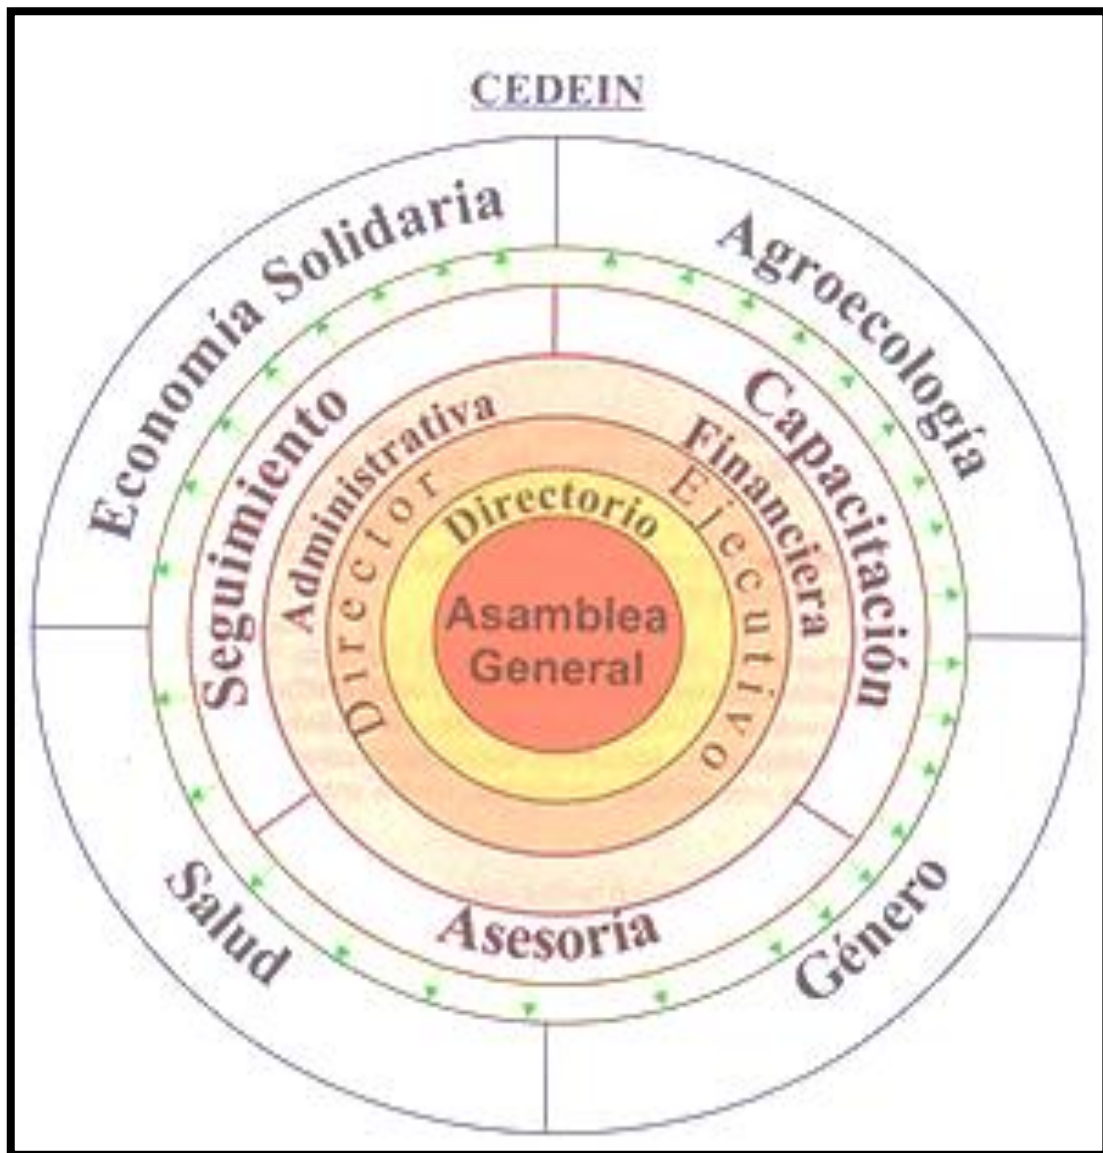 CEDEIN
Economía Solidaria
Agroecología
Seguimiento
Capacitación
Administrativa
Financiera
Director Ejecutivo
Directorio
Asamblea
General
Asesoría
Salud
Género